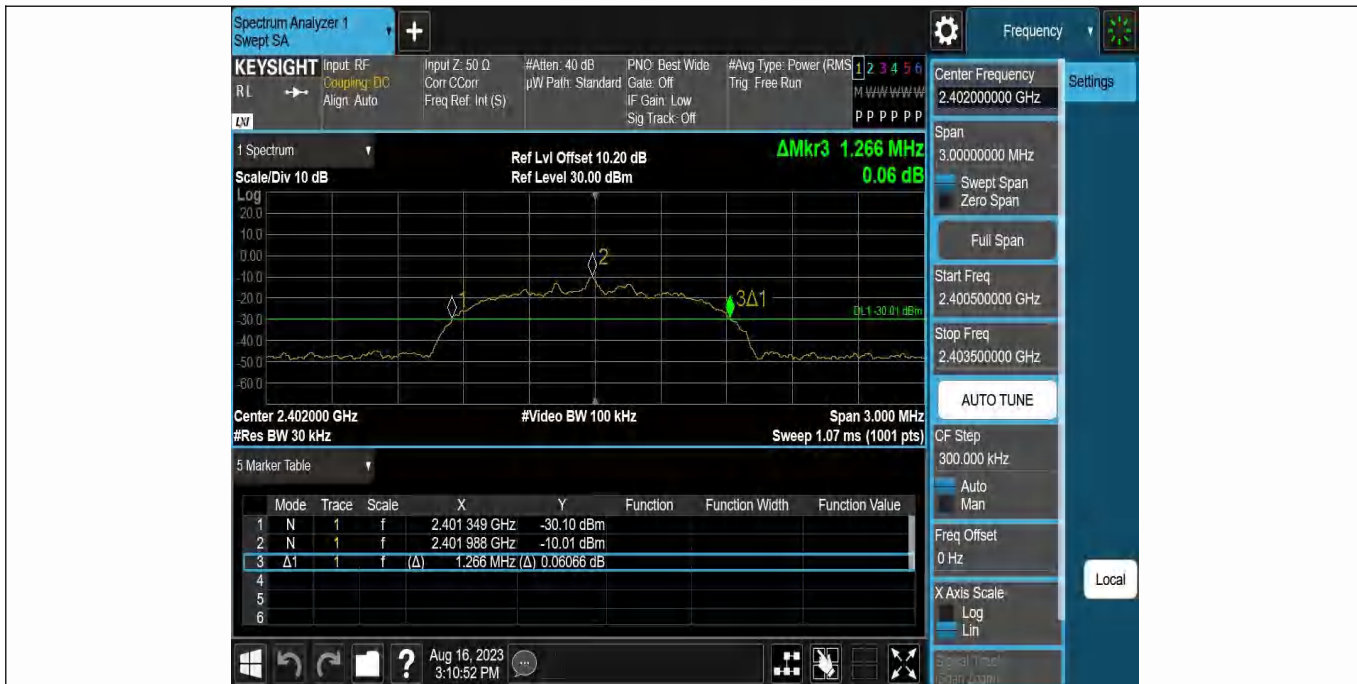 Spectrum Analyzer 1
Swept SA
Frequency
KEYSIGHT
RL
LXI
Input: RF
Coupling: DC
Align: Auto
Input Z: 50 Ω
Corr CCorr
Freq Ref: Int (S)
#Atten: 40 dB
µW Path: Standard
PNO: Best Wide
Gate: Off
IF Gain: Low
Sig Track: Off
#Avg Type: Power (RMS
Trig: Free Run
1 2 3 4 5 6
M W W W W W
P P P P P P
1 Spectrum
Scale/Div 10 dB
Ref Lvl Offset 10.20 dB
Ref Level 30.00 dBm
ΔMkr3 1.266 MHz
0.06 dB
Log
20.0
10.0
0.00
-10.0
-20.0
-30.0
-40.0
-50.0
-60.0
1
2
3Δ1
DL1 -30.01 dBm
Center 2.402000 GHz
#Video BW 100 kHz
Span 3.000 MHz
#Res BW 30 kHz
Sweep 1.07 ms (1001 pts)
5 Marker Table
Mode Trace Scale X Y Function Function Width Function Value
1 N 1 f 2.401 349 GHz -30.10 dBm
2 N 1 f 2.401 988 GHz -10.01 dBm
3 Δ1 1 f (Δ) 1.266 MHz (Δ) 0.06066 dB
4
5
6
Aug 16, 2023
3:10:52 PM
Center Frequency
2.402000000 GHz
Settings
Span
3.00000000 MHz
Swept Span
Zero Span
Full Span
Start Freq
2.400500000 GHz
Stop Freq
2.403500000 GHz
AUTO TUNE
CF Step
300.000 kHz
Auto
Man
Freq Offset
0 Hz
X Axis Scale
Log
Lin
Local
Signal Track
(Span Zoom)